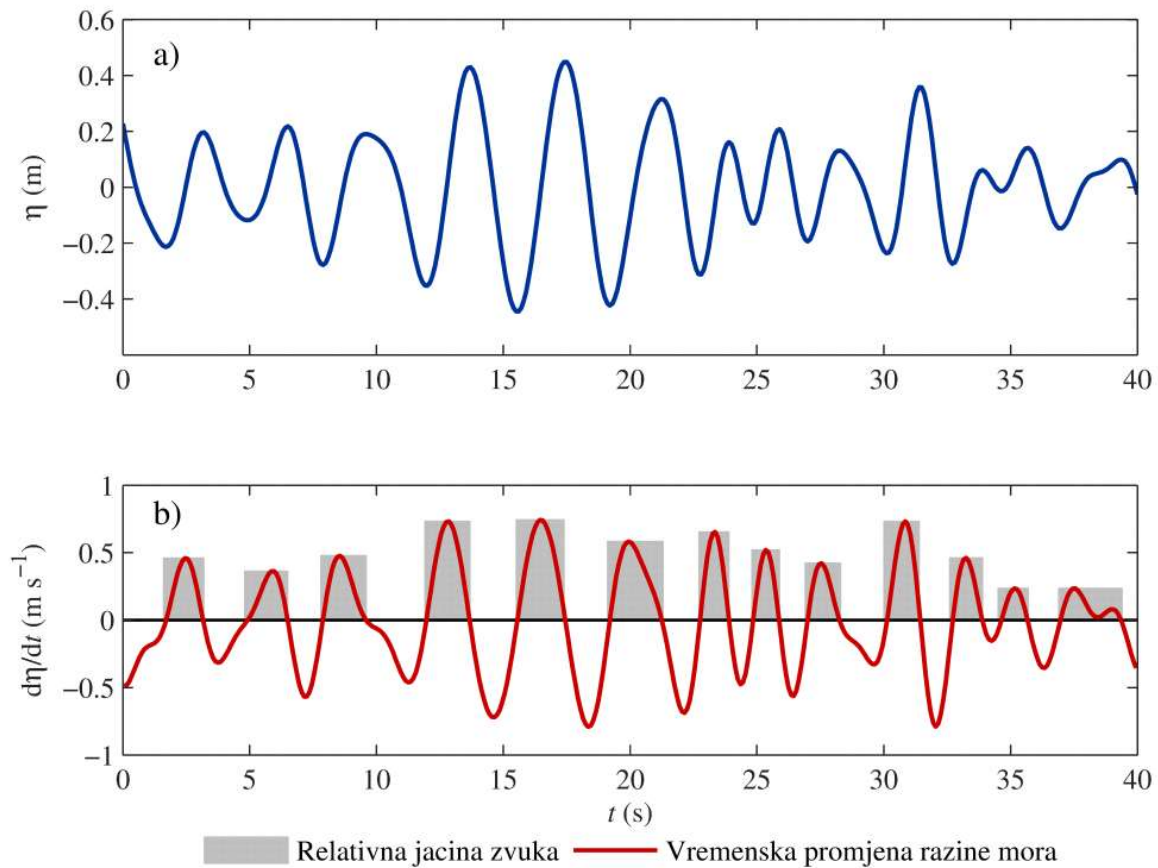 a)
0.6
0.4
0.2
0
−0.2
−0.4
η (m)
0 5 10 15 20 25 30 35 40
b)
1
0.5
0
−0.5
−1
dη/dt (m s⁻¹)
0 5 10 15 20 25 30 35 40
t (s)
Relativna jacina zvuka Vremenska promjena razine mora